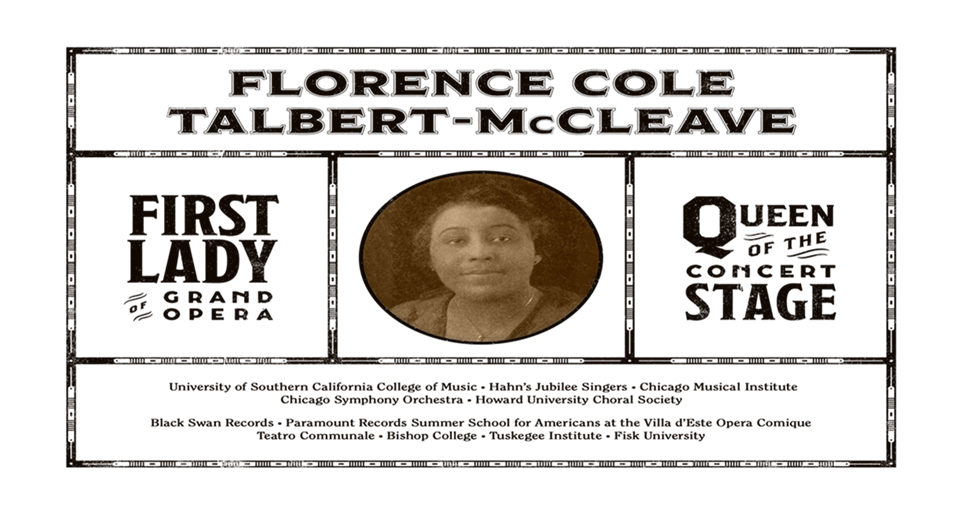 FLORENCE COLE
TALBERT-McCLEAVE
FIRST
LADY
OF GRAND
OPERA
QUEEN
OF THE
CONCERT
STAGE
University of Southern California College of Music • Hahn's Jubilee Singers • Chicago Musical Institute
Chicago Symphony Orchestra • Howard University Choral Society
Black Swan Records • Paramount Records Summer School for Americans at the Villa d'Este Opera Comique
Teatro Communale • Bishop College • Tuskegee Institute • Fisk University